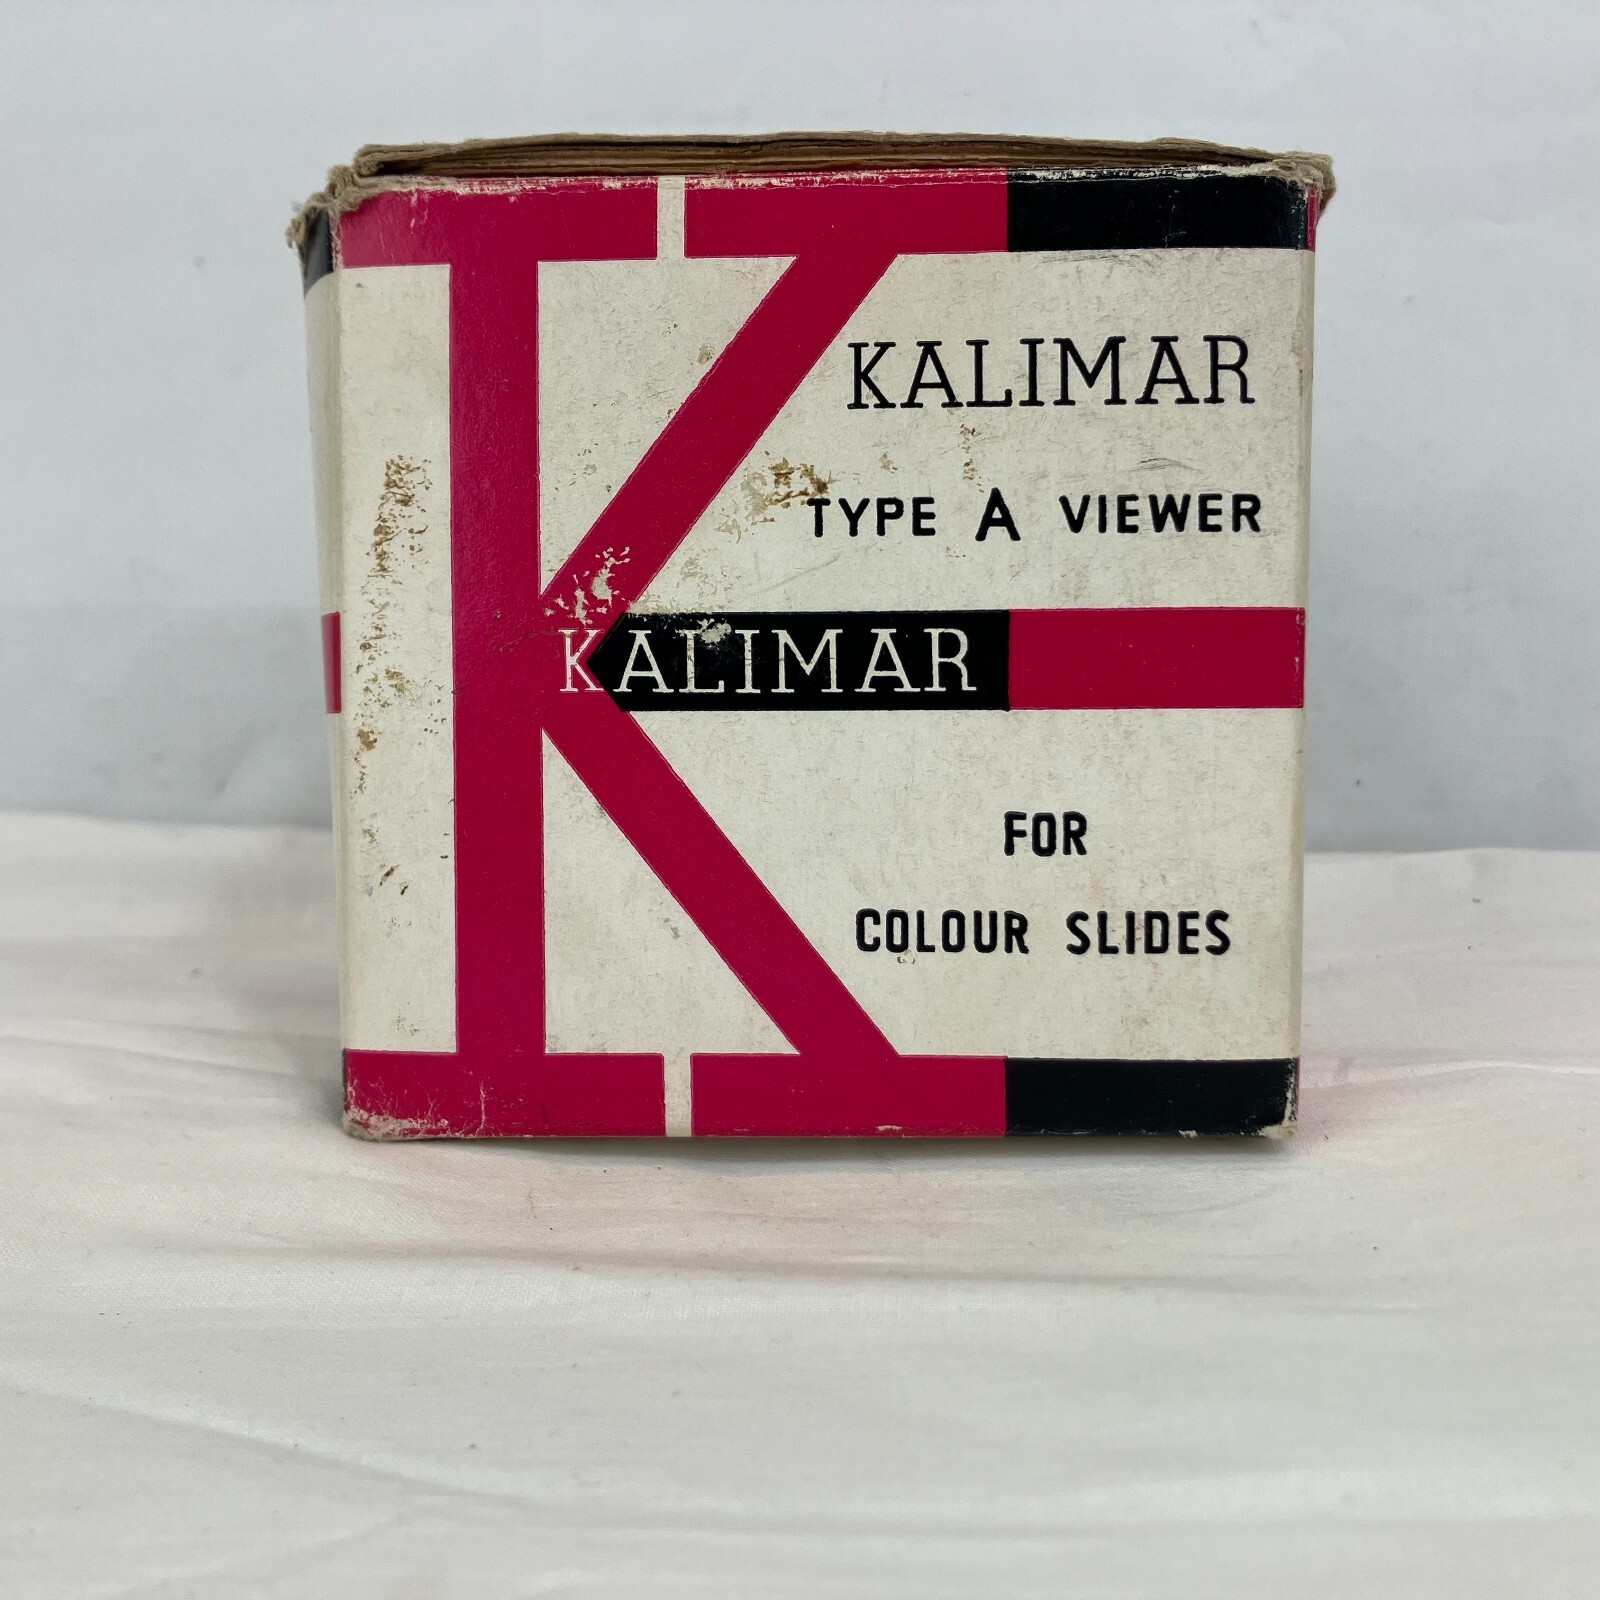 KALIMAR
TYPE A VIEWER
KALIMAR
FOR
COLOUR SLIDES